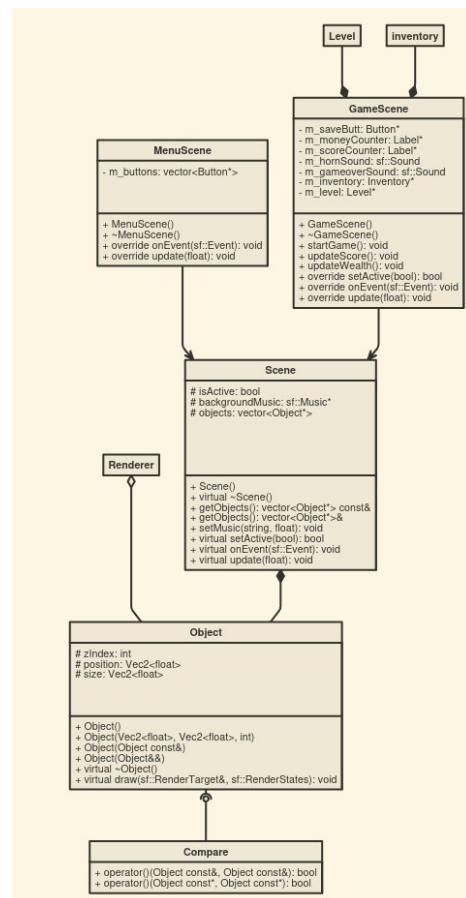 Level
inventory
GameScene
- m_saveButt: Button*
- m_moneyCounter: Label*
- m_scoreCounter: Label*
- m_hornSound: sf::Sound
- m_gameoverSound: sf::Sound
- m_inventory: Inventory*
- m_level: Level*
+ GameScene()
+ ~GameScene()
+ startGame(): void
+ updateScore(): void
+ updateWealth(): void
+ override setActive(bool): bool
+ override onEvent(sf::Event): void
+ override update(float): void
MenuScene
- m_buttons: vector<Button*>
+ MenuScene()
+ ~MenuScene()
+ override onEvent(sf::Event): void
+ override update(float): void
Scene
# isActive: bool
# backgroundMusic: sf::Music*
# objects: vector<Object*>
+ Scene()
+ virtual ~Scene()
+ getObjects(): vector<Object*> const&
+ getObjects(): vector<Object*>&
+ setMusic(string, float): void
+ virtual setActive(bool): bool
+ virtual onEvent(sf::Event): void
+ virtual update(float): void
Renderer
Object
# zIndex: int
# position: Vec2<float>
# size: Vec2<float>
+ Object()
+ Object(Vec2<float>, Vec2<float>, int)
+ Object(Object const&)
+ Object(Object&&)
+ virtual ~Object()
+ virtual draw(sf::RenderTarget&, sf::RenderStates): void
Compare
+ operator()(Object const&, Object const&): bool
+ operator()(Object const*, Object const*): bool